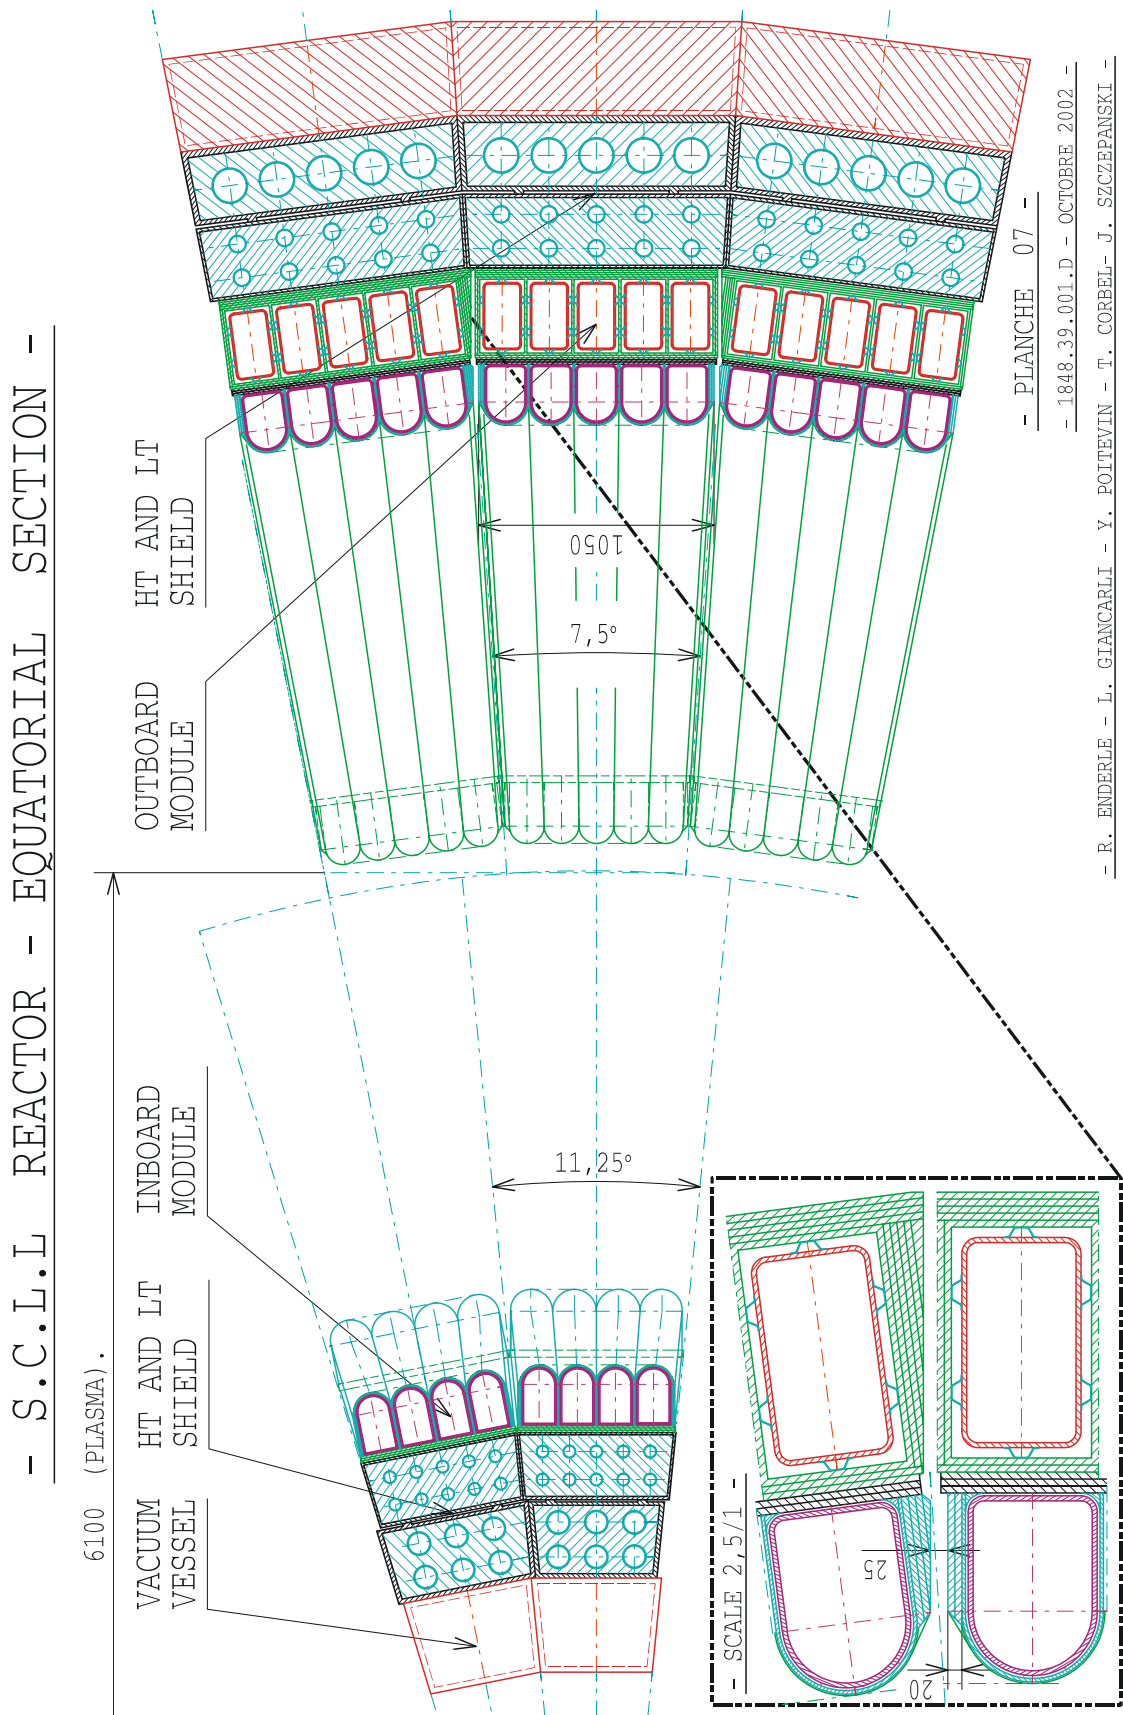 - S.C.L.L REACTOR - EQUATORIAL SECTION -
6100 (PLASMA).
VACUUM
VESSEL
HT AND LT
SHIELD
INBOARD
MODULE
OUTBOARD
MODULE
HT AND LT
SHIELD
11,25°
7,5°
1050
- SCALE 2,5/1 -
25
20
- PLANCHE 07 -
- 1848.39.001.D - OCTOBRE 2002 -
- R. ENDERLE - L. GIANCARLI - Y. POITEVIN - T. CORBEL- J. SZCZEPANSKI -